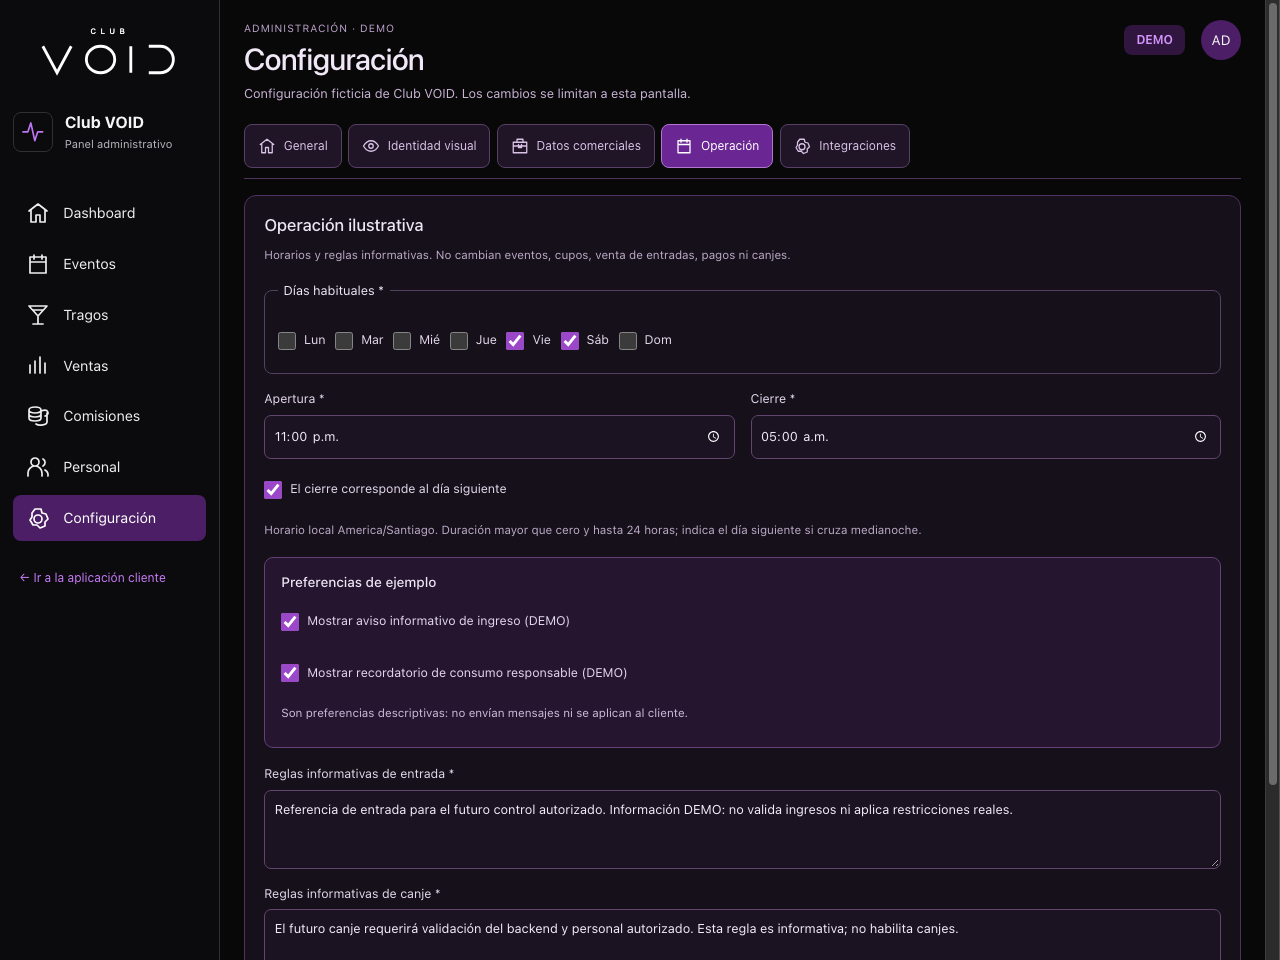 CLUB
VOID
Club VOID
Panel administrativo
Dashboard
Eventos
Tragos
Ventas
Comisiones
Personal
Configuración
← Ir a la aplicación cliente
ADMINISTRACIÓN · DEMO
Configuración
Configuración ficticia de Club VOID. Los cambios se limitan a esta pantalla.
DEMO
AD
General
Identidad visual
Datos comerciales
Operación
Integraciones
Operación ilustrativa
Horarios y reglas informativas. No cambian eventos, cupos, venta de entradas, pagos ni canjes.
Días habituales *
Lun Mar Mié Jue Vie Sáb Dom
Apertura *
Cierre *
11:00 p.m.
05:00 a.m.
El cierre corresponde al día siguiente
Horario local America/Santiago. Duración mayor que cero y hasta 24 horas; indica el día siguiente si cruza medianoche.
Preferencias de ejemplo
Mostrar aviso informativo de ingreso (DEMO)
Mostrar recordatorio de consumo responsable (DEMO)
Son preferencias descriptivas: no envían mensajes ni se aplican al cliente.
Reglas informativas de entrada *
Referencia de entrada para el futuro control autorizado. Información DEMO: no valida ingresos ni aplica restricciones reales.
Reglas informativas de canje *
El futuro canje requerirá validación del backend y personal autorizado. Esta regla es informativa; no habilita canjes.